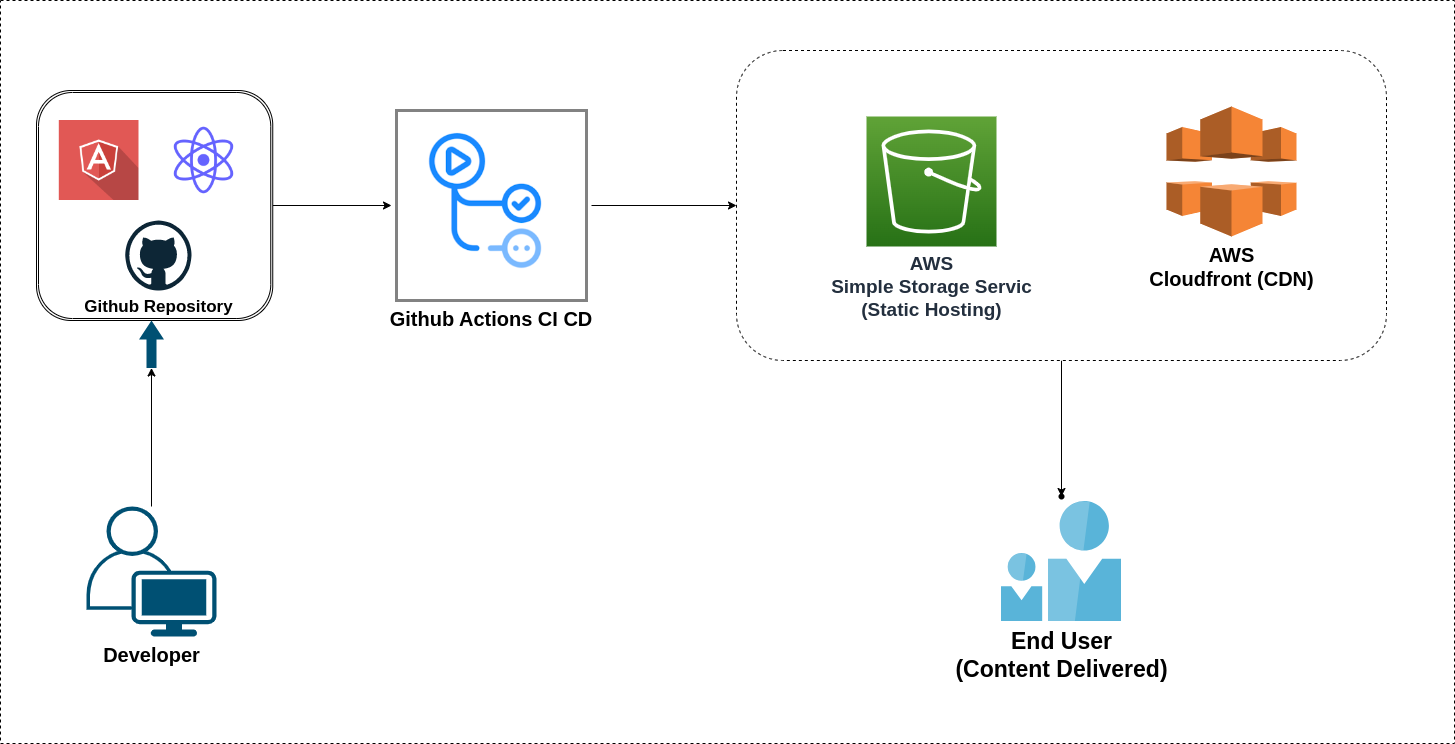 Github Repository
Github Actions CI CD
AWS
Simple Storage Servic
(Static Hosting)
AWS
Cloudfront (CDN)
Developer
End User
(Content Delivered)